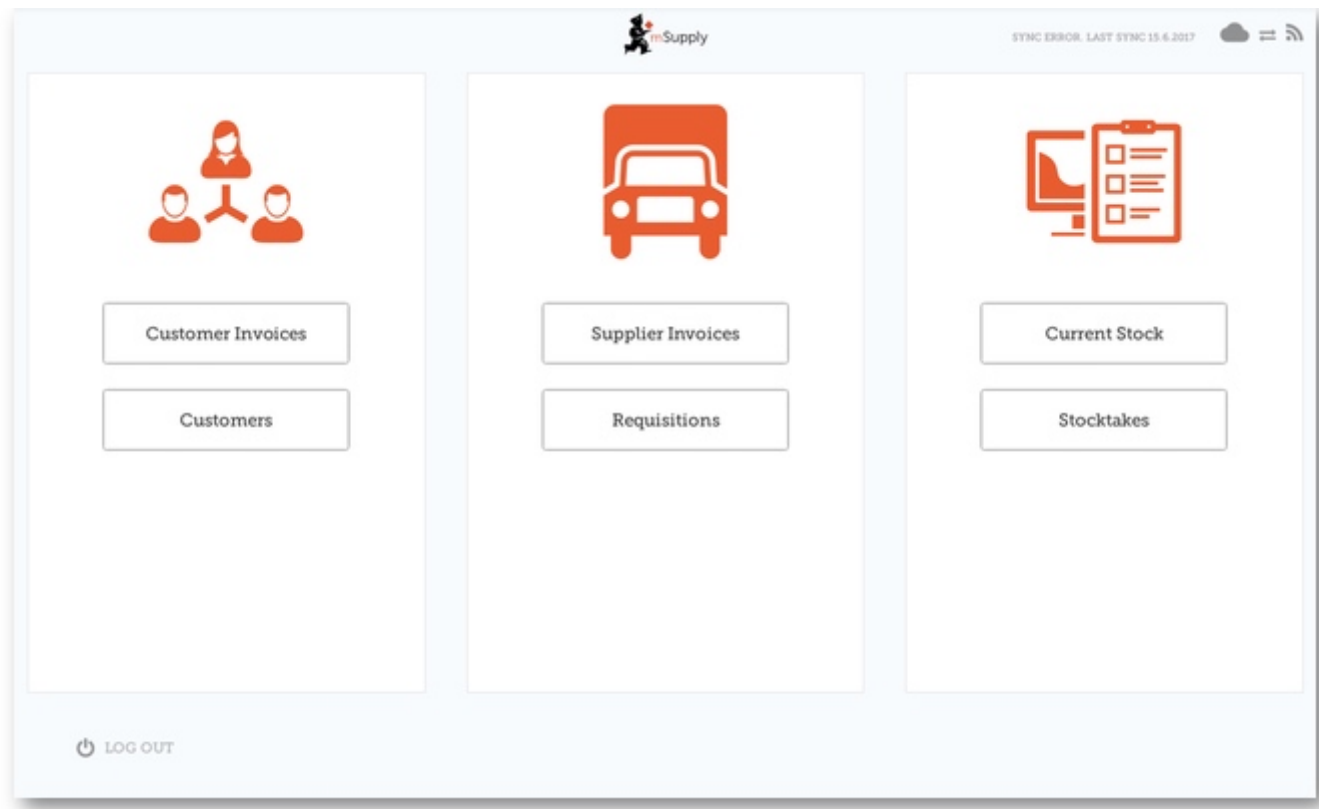 mSupply
SYNC ERROR. LAST SYNC 15.6.2017
Customer Invoices
Customers
Supplier Invoices
Requisitions
Current Stock
Stocktakes
LOG OUT